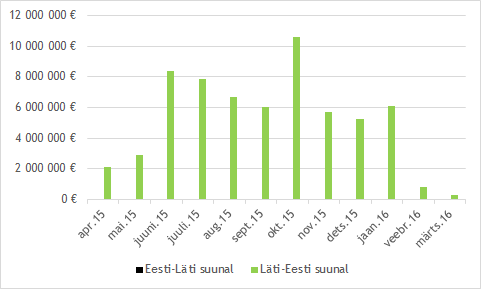 12 000 000 €
10 000 000 €
8 000 000 €
6 000 000 €
4 000 000 €
2 000 000 €
0 €
apr.15 mai.15 juuni.15 juuli.15 aug.15 sept.15 okt.15 nov.15 dets.15 jaan.16 veebr.16 märts.16
Eesti-Läti suunal Läti-Eesti suunal